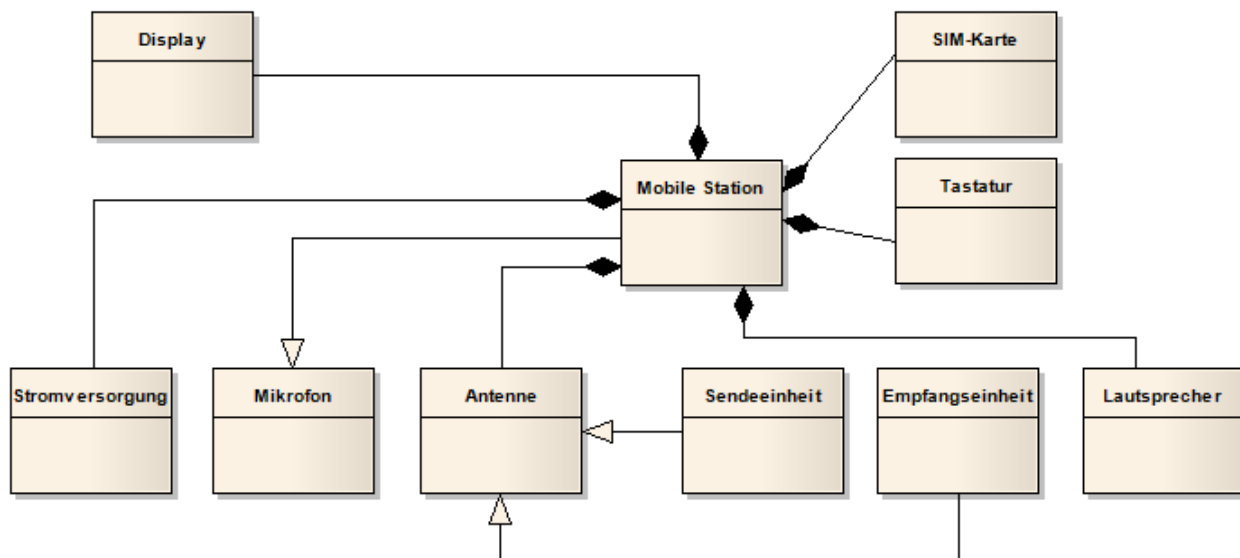 Display
SIM-Karte
Mobile Station
Tastatur
Stromversorgung
Mikrofon
Antenne
Sendeeinheit
Empfangseinheit
Lautsprecher